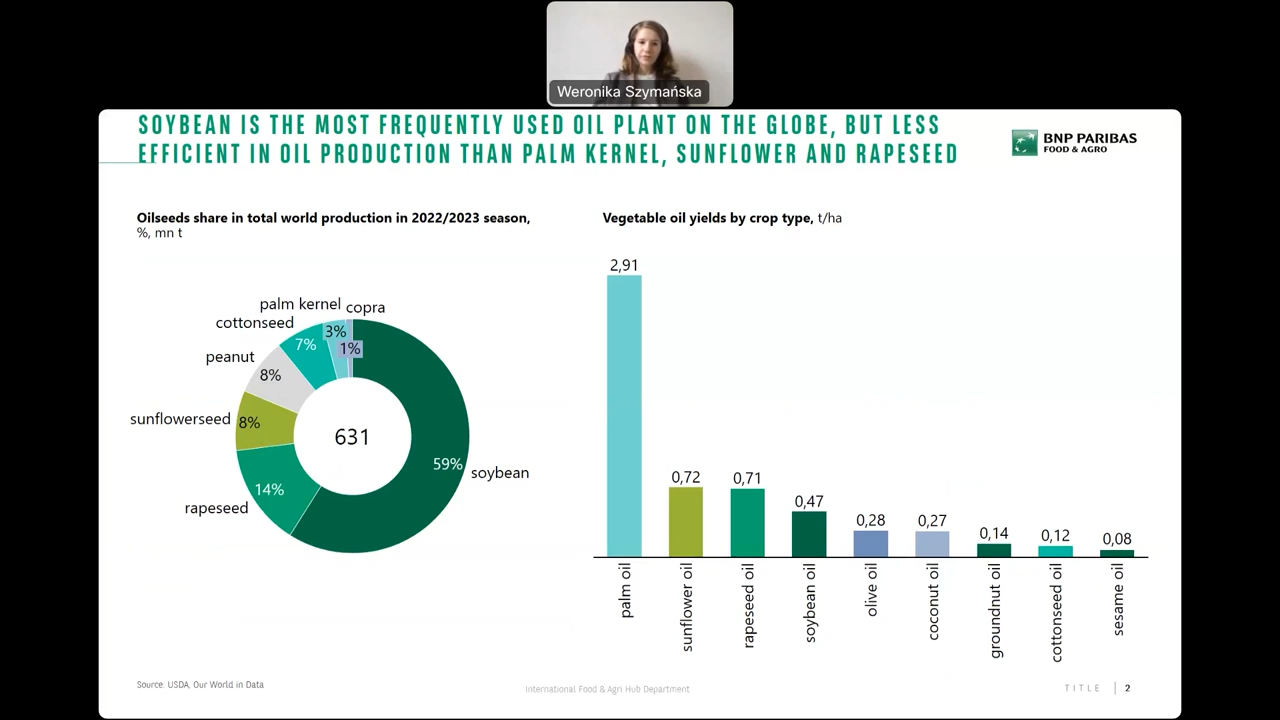 Weronika Szymańska
SOYBEAN IS THE MOST FREQUENTLY USED OIL PLANT ON THE GLOBE, BUT LESS
EFFICIENT IN OIL PRODUCTION THAN PALM KERNEL, SUNFLOWER AND RAPESEED
BNP PARIBAS
FOOD & AGRO
Oilseeds share in total world production in 2022/2023 season,
%, mn t
palm kernel
copra
cottonseed
3%
7%
1%
peanut
8%
sunflowerseed
8%
631
59%
soybean
14%
rapeseed
Vegetable oil yields by crop type, t/ha
2,91
0,72
0,71
0,47
0,28
0,27
0,14
0,12
0,08
palm oil
sunflower oil
rapeseed oil
soybean oil
olive oil
coconut oil
groundnut oil
cottonseed oil
sesame oil
Source: USDA, Our World in Data
International Food & Agri Hub Department
TITLE
2